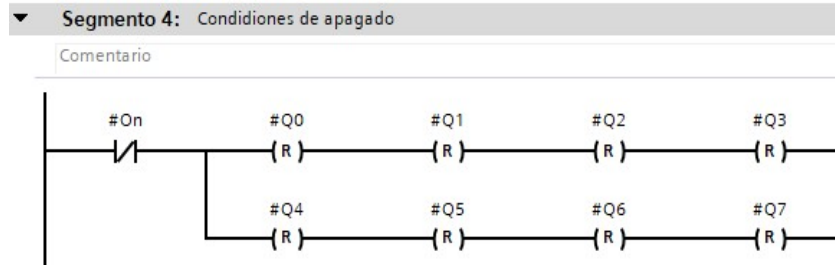 Segmento 4: Condidiones de apagado
Comentario
#On #Q0 #Q1 #Q2 #Q3
R R R R
#Q4 #Q5 #Q6 #Q7
R R R R